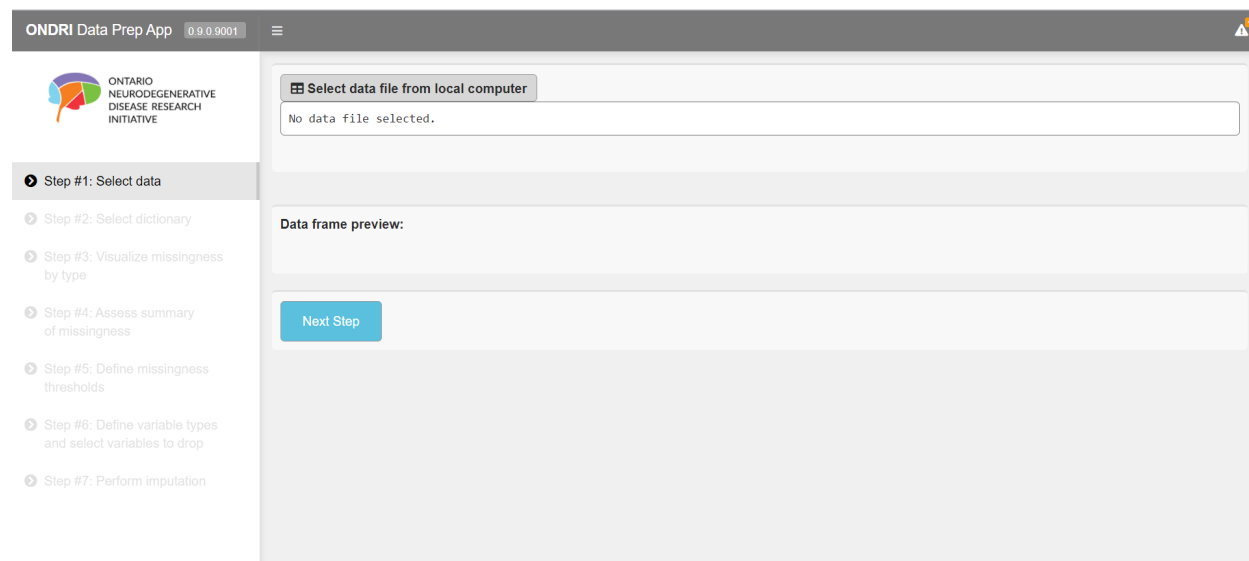 ONDRI Data Prep App 0.9.0.9001
ONTARIO
NEURODEGENERATIVE
DISEASE RESEARCH
INITIATIVE
Step #1: Select data
Step #2: Select dictionary
Step #3: Visualize missingness
by type
Step #4: Assess summary
of missingness
Step #5: Define missingness
thresholds
Step #6: Define variable types
and select variables to drop
Step #7: Perform imputation
Select data file from local computer
No data file selected.
Data frame preview:
Next Step